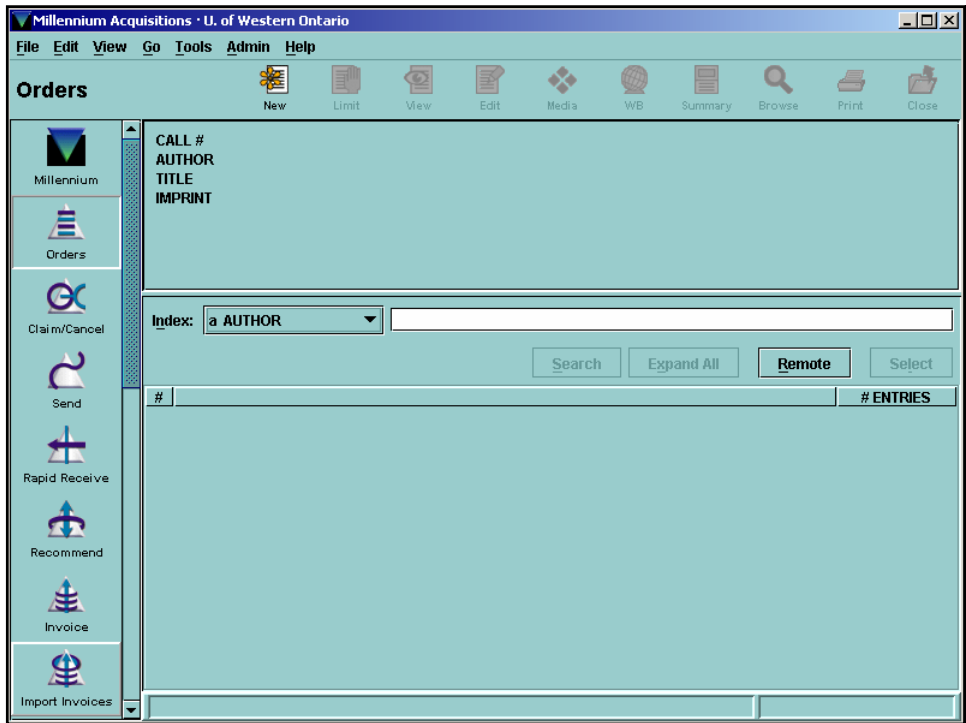 Millennium Acquisitions · U. of Western Ontario
File Edit View Go Tools Admin Help
Orders
New Limit View Edit Media WB Summary Browse Print Close
Millennium
Orders
Claim/Cancel
Send
Rapid Receive
Recommend
Invoice
Import Invoices
CALL #
AUTHOR
TITLE
IMPRINT
Index: a AUTHOR
Search Expand All Remote Select
# # ENTRIES